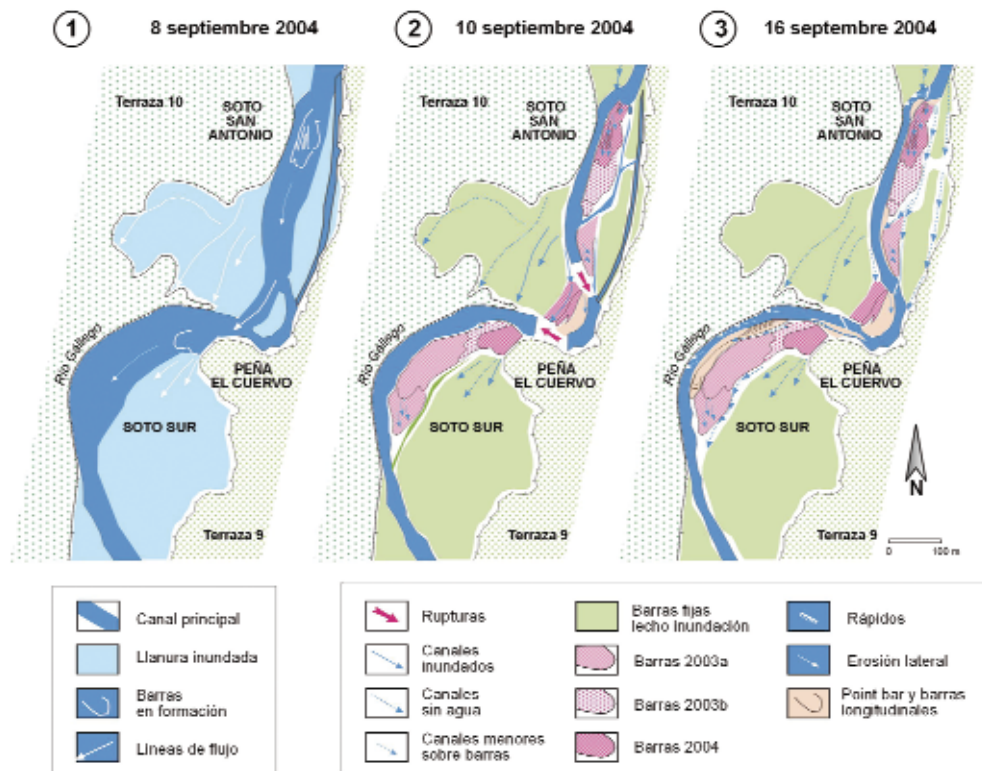 1
8 septiembre 2004
2
10 septiembre 2004
3
16 septembre 2004
Terraza 10
SOTO
SAN
ANTONIO
Río Gállego
PEÑA
EL CUERVO
SOTO SUR
Terraza 9
Terraza 10
SOTO
SAN
ANTONIO
Río Gállego
PEÑA
EL CUERVO
SOTO SUR
Terraza 9
Terraza 10
SOTO
SAN
ANTONIO
Río Gállego
PEÑA
EL CUERVO
SOTO SUR
N
Terraza 9
0 100 m
Canal principal
Llanura inundada
Barras
en formación
Líneas de flujo
Rupturas
Canales
inundados
Canales
sin agua
Canales menores
sobre barras
Barras fijas
lecho inundación
Barras 2003a
Barras 2003b
Barras 2004
Rápidos
Erosión lateral
Point bar y barras
longitudinales